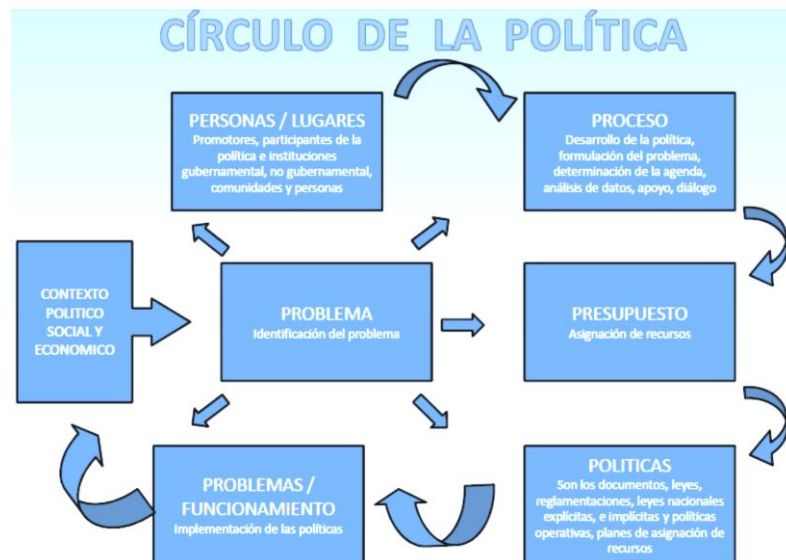 CÍRCULO DE LA POLÍTICA
PERSONAS / LUGARES
Promotores, participantes de la
política e instituciones
gubernamental, no gubernamental,
comunidades y personas
PROCESO
Desarrollo de la política,
formulación del problema,
determinación de la agenda,
análisis de datos, apoyo, diálogo
CONTEXTO
POLITICO
SOCIAL Y
ECONOMICO
PROBLEMA
Identificación del problema
PRESUPUESTO
Asignación de recursos
PROBLEMAS /
FUNCIONAMIENTO
Implementación de las políticas
POLITICAS
Son los documentos, leyes,
reglamentaciones, leyes nacionales
explícitas, e implícitas y políticas
operativas, planes de asignación de
recursos